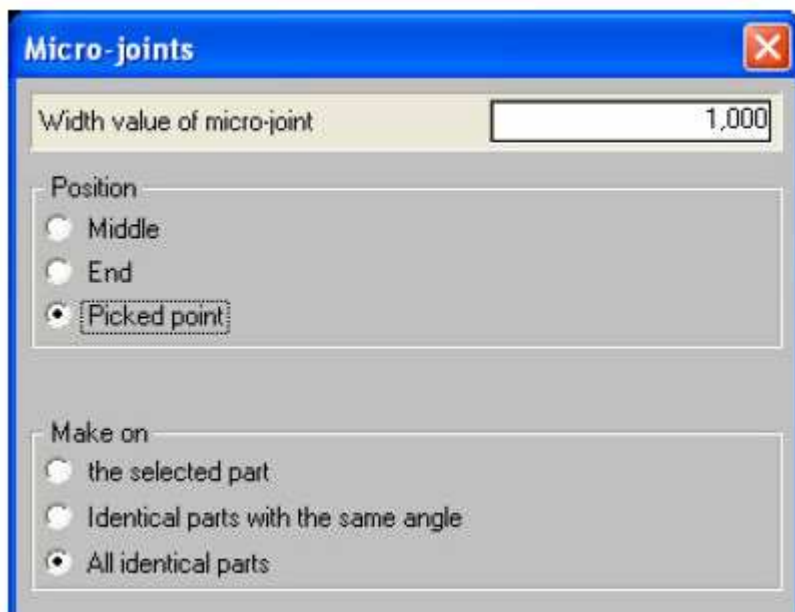 Micro-joints
Width value of micro-joint 1,000
Position
Middle
End
Picked point
Make on
the selected part
Identical parts with the same angle
All identical parts